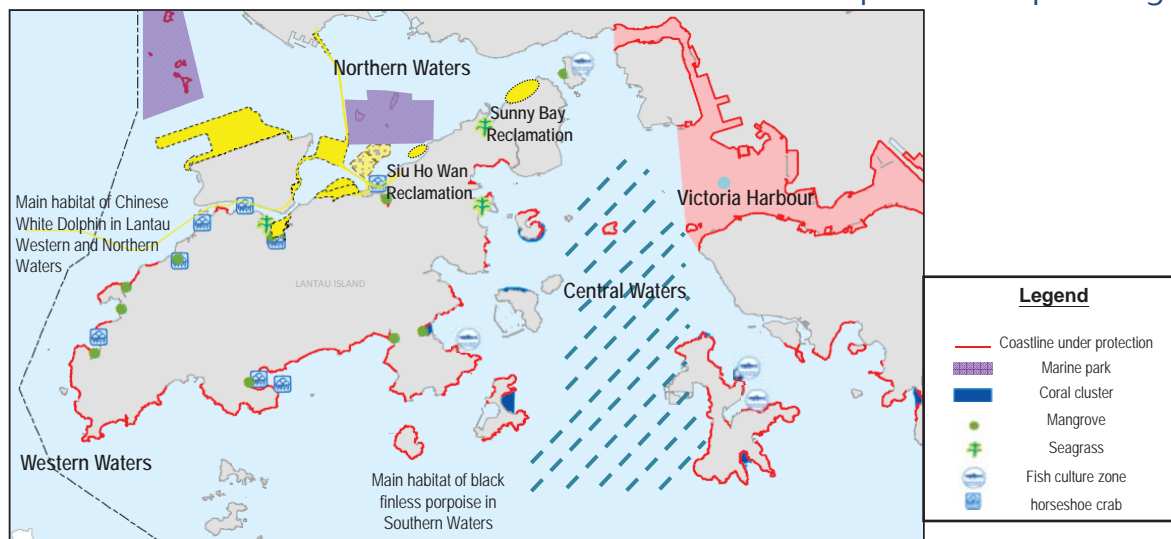 Northern Waters
Sunny Bay
Reclamation
Siu Ho Wan
Reclamation
Victoria Harbour
Main habitat of Chinese
White Dolphin in Lantau
Western and Northern
Waters
LANTAU ISLAND
Central Waters
Western Waters
Main habitat of black
finless porpoise in
Southern Waters
Legend
Coastline under protection
Marine park
Coral cluster
Mangrove
Seagrass
Fish culture zone
horseshoe crab